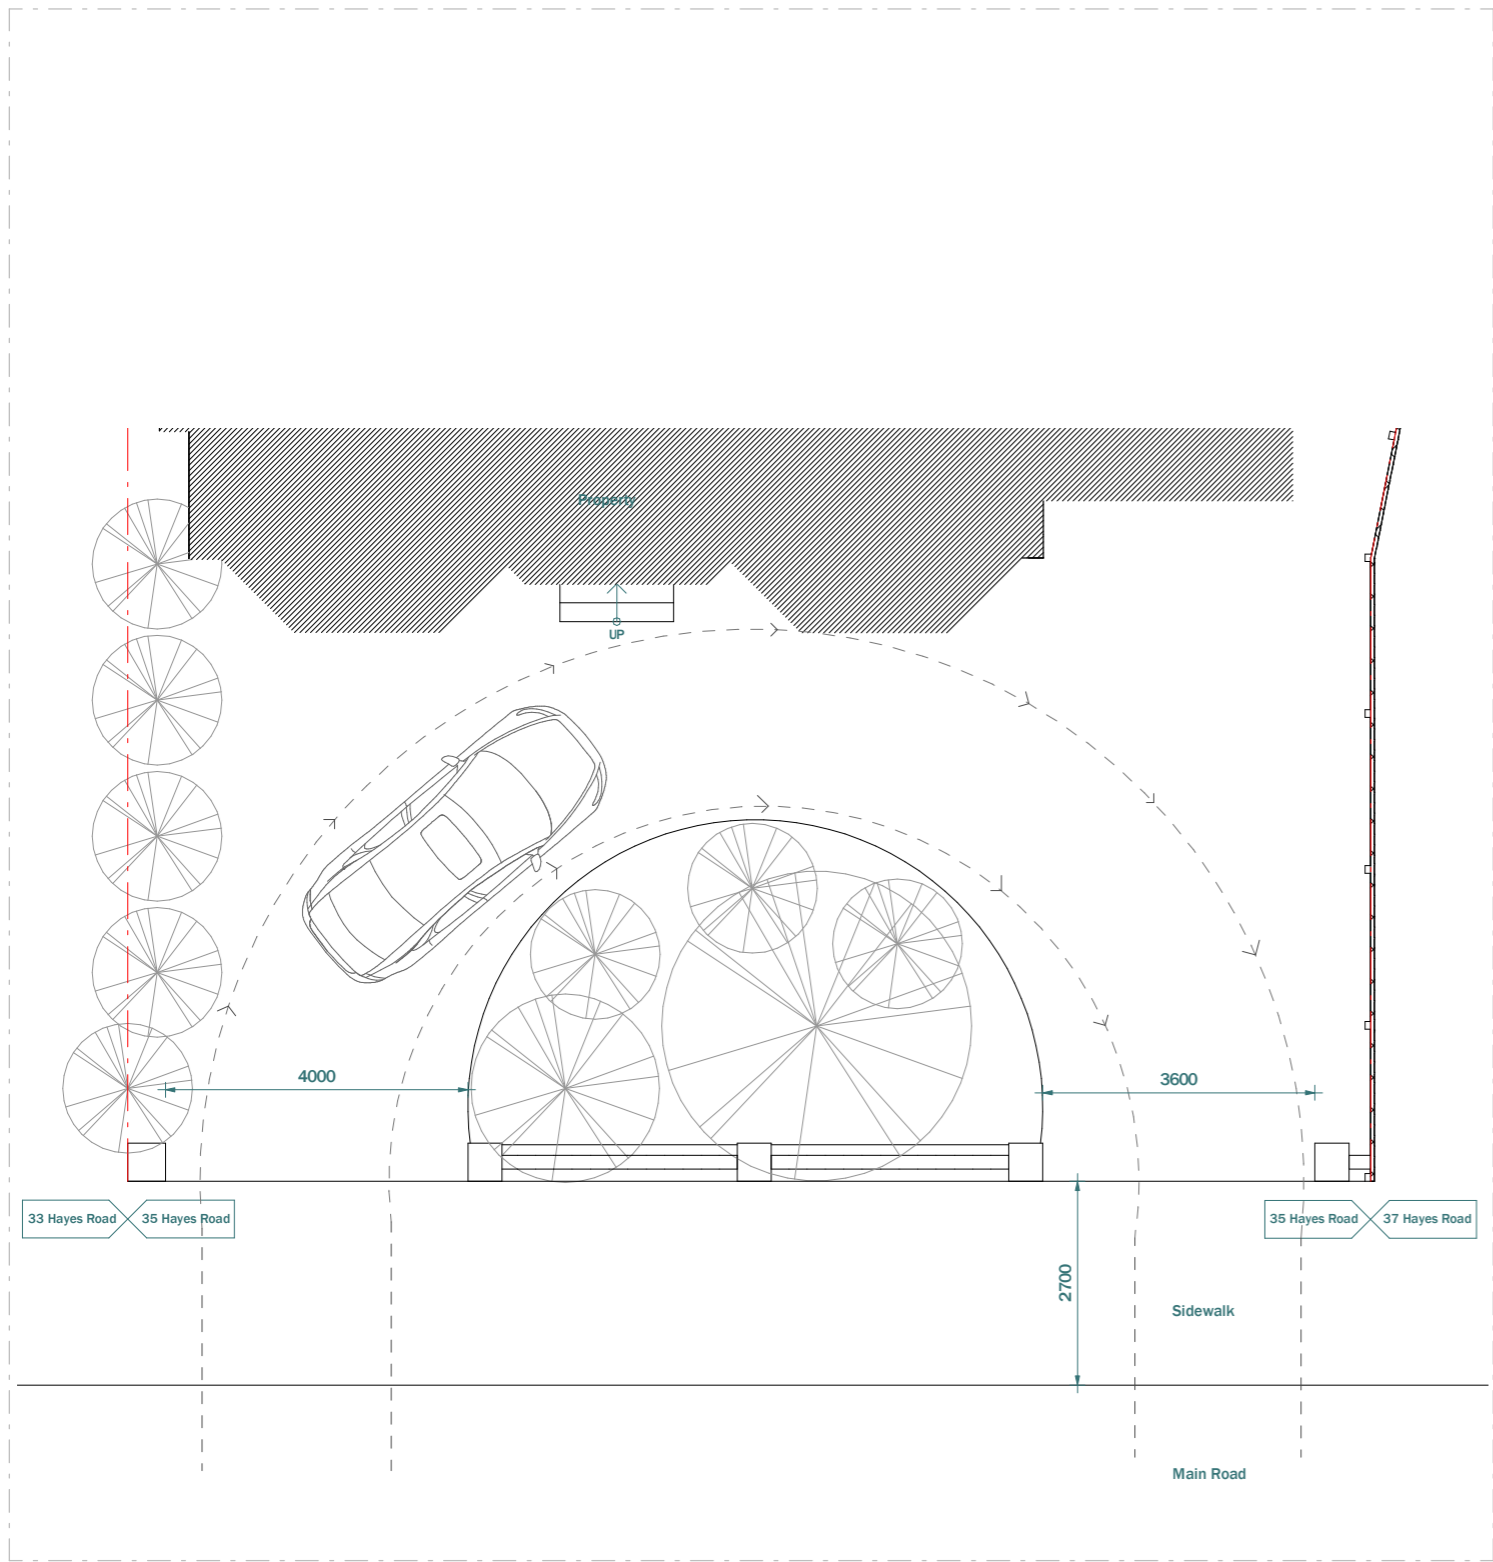 Property
UP
4000
3600
33 Hayes Road
35 Hayes Road
35 Hayes Road
37 Hayes Road
2700
Sidewalk
Main Road